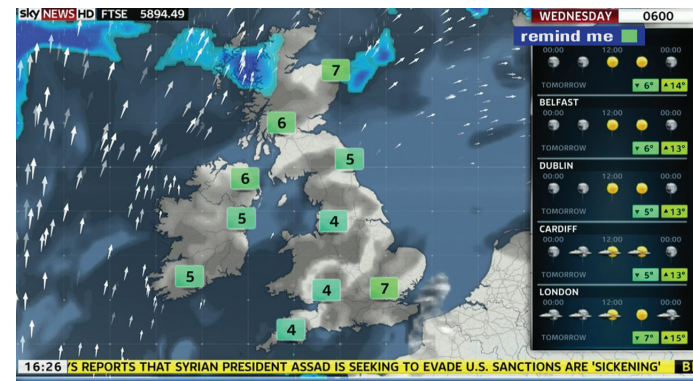 sky NEWS HD FTSE 5894.49
WEDNESDAY 0600
remind me
00:00 12:00 00:00
TOMORROW 6° 14°
BELFAST
00:00 12:00 00:00
TOMORROW 6° 13°
DUBLIN
00:00 12:00 00:00
TOMORROW 5° 13°
CARDIFF
00:00 12:00 00:00
TOMORROW 5° 13°
LONDON
00:00 12:00 00:00
TOMORROW 7° 15°
7
6
5
6
5
4
5
4
7
4
16:26 'S REPORTS THAT SYRIAN PRESIDENT ASSAD IS SEEKING TO EVADE U.S. SANCTIONS ARE 'SICKENING' B